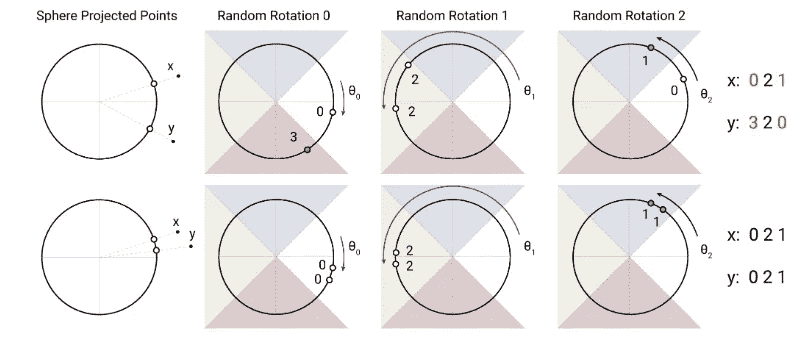 Sphere Projected Points
Random Rotation 0
Random Rotation 1
Random Rotation 2
x
y
0
3
θ0
2
2
θ1
1
0
θ2
x: 0 2 1
y: 3 2 0
x
y
0
0
θ0
2
2
θ1
1
1
θ2
x: 0 2 1
y: 0 2 1